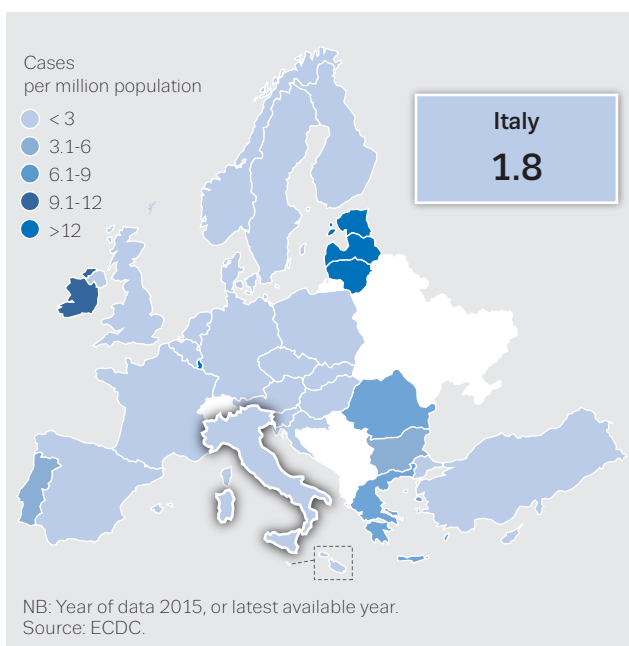 Cases
per million population
< 3
3.1-6
6.1-9
9.1-12
>12
Italy
1.8
NB: Year of data 2015, or latest available year.
Source: ECDC.